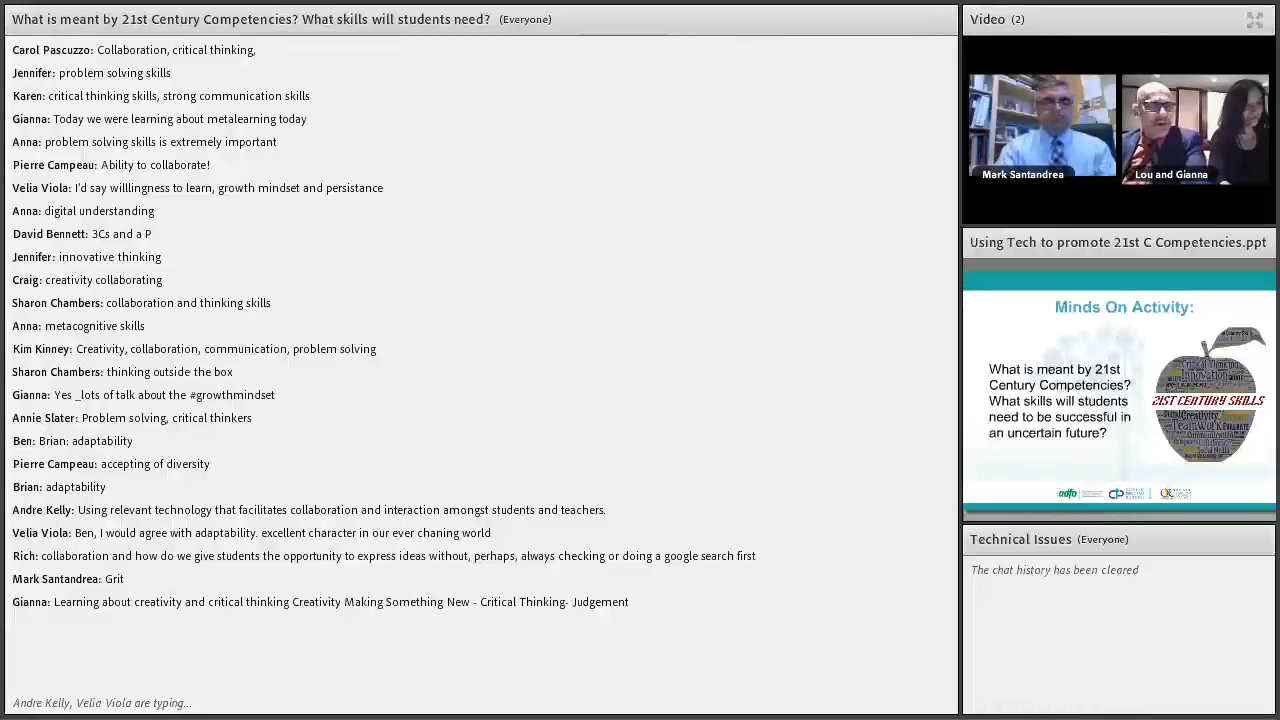 What is meant by 21st Century Competencies? What skills will students need? (Everyone)
Carol Pascuzzo: Collaboration, critical thinking,
Jennifer: problem solving skills
Karen: critical thinking skills, strong communication skills
Gianna: Today we were learning about metalearning today
Anna: problem solving skills is extremely important
Pierre Campeau: Ability to collaborate!
Velia Viola: I'd say willlingness to learn, growth mindset and persistance
Anna: digital understanding
David Bennett: 3Cs and a P
Jennifer: innovative thinking
Craig: creativity collaborating
Sharon Chambers: collaboration and thinking skills
Anna: metacognitive skills
Kim Kinney: Creativity, collaboration, communication, problem solving
Sharon Chambers: thinking outside the box
Gianna: Yes _lots of talk about the #growthmindset
Annie Slater: Problem solving, critical thinkers
Ben: Brian: adaptability
Pierre Campeau: accepting of diversity
Brian: adaptability
Andre Kelly: Using relevant technology that facilitates collaboration and interaction amongst students and teachers.
Velia Viola: Ben, I would agree with adaptability. excellent character in our ever chaning world
Rich: collaboration and how do we give students the opportunity to express ideas without, perhaps, always checking or doing a google search first
Mark Santandrea: Grit
Gianna: Learning about creativity and critical thinking Creativity Making Something New - Critical Thinking- Judgement
Andre Kelly, Velia Viola are typing...
Video (2)
Mark Santandrea
Lou and Gianna
Using Tech to promote 21st C Competencies.ppt
Minds On Activity:
What is meant by 21st
Century Competencies?
What skills will students
need to be successful in
an uncertain future?
Critical Thinking
Innovation
21ST CENTURY SKILLS
Creativity
Teamwork
Social Media
adfo
Technical Issues (Everyone)
The chat history has been cleared